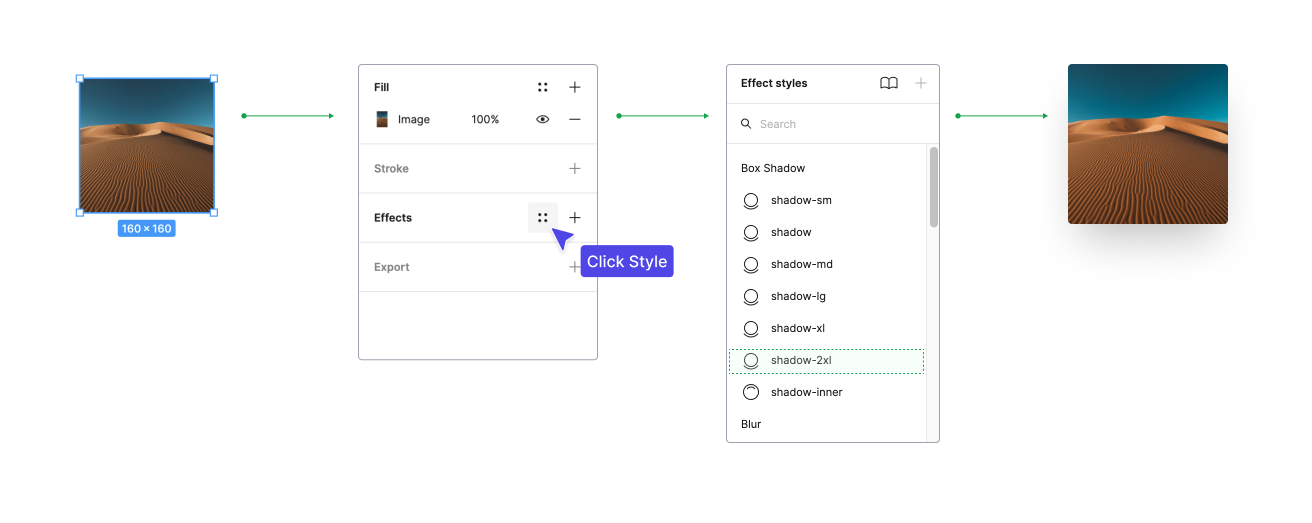 160 × 160
Fill
Image 100%
Stroke
Effects
Export
Click Style
Effect styles
Search
Box Shadow
shadow-sm
shadow
shadow-md
shadow-lg
shadow-xl
shadow-2xl
shadow-inner
Blur